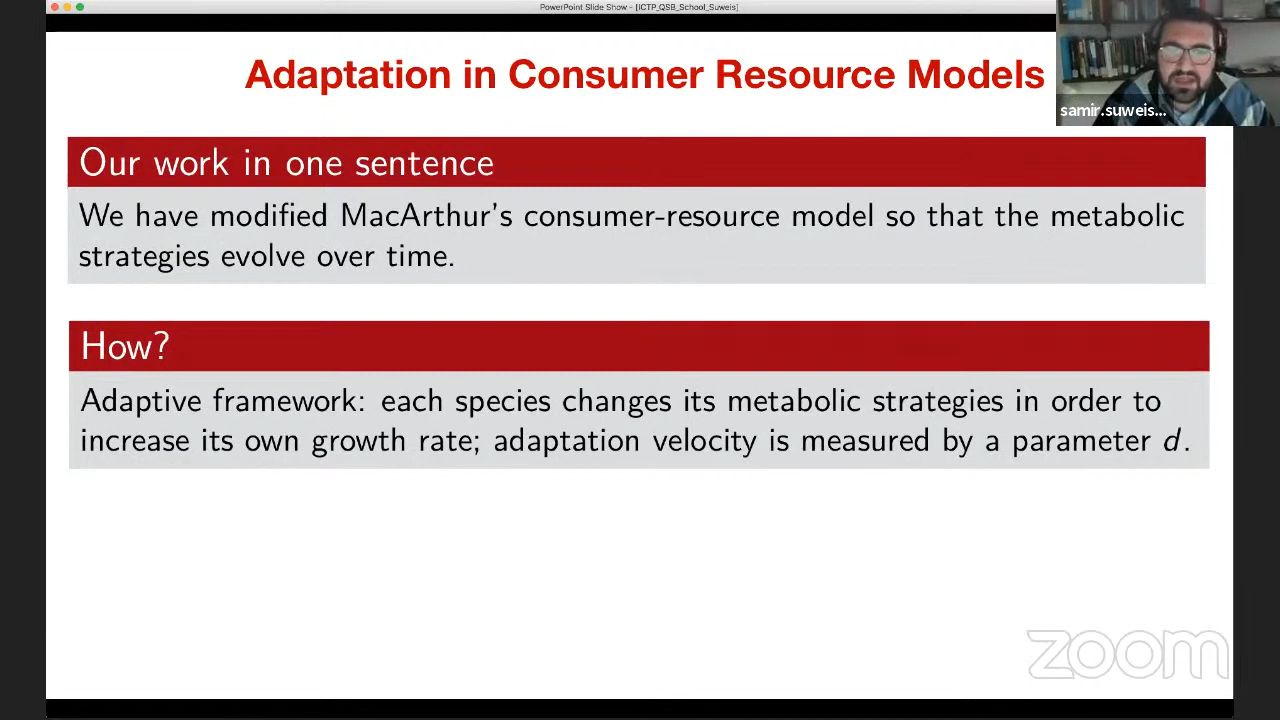 PowerPoint Slide Show - [ICTP_QSB_School_Suweis]
Adaptation in Consumer Resource Models
samir.suweis...
Our work in one sentence
We have modified MacArthur's consumer-resource model so that the metabolic
strategies evolve over time.
How?
Adaptive framework: each species changes its metabolic strategies in order to
increase its own growth rate; adaptation velocity is measured by a parameter d.
zoom